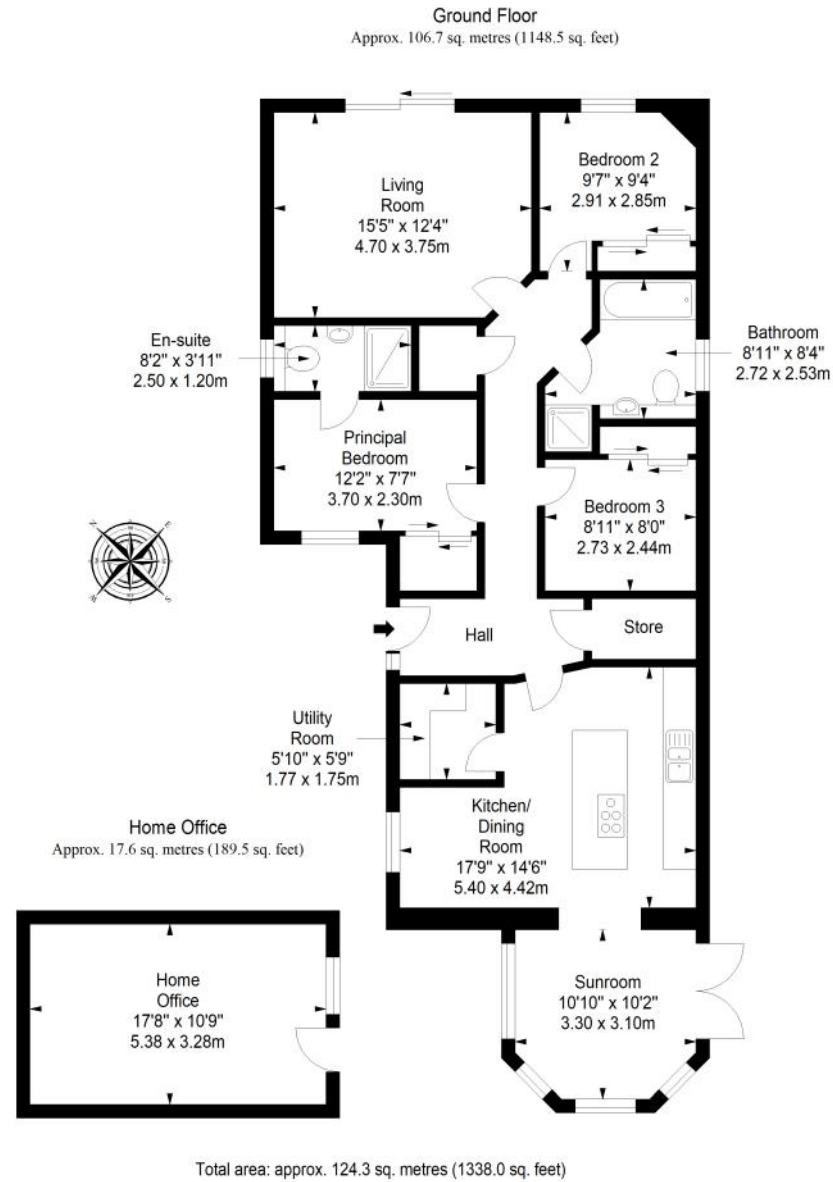 Ground Floor
Approx. 106.7 sq. metres (1148.5 sq. feet)
Living
Room
15'5" x 12'4"
4.70 x 3.75m
Bedroom 2
9'7" x 9'4"
2.91 x 2.85m
En-suite
8'2" x 3'11"
2.50 x 1.20m
Bathroom
8'11" x 8'4"
2.72 x 2.53m
Principal
Bedroom
12'2" x 7'7"
3.70 x 2.30m
Bedroom 3
8'11" x 8'0"
2.73 x 2.44m
Hall
Store
Utility
Room
5'10" x 5'9"
1.77 x 1.75m
Kitchen/
Dining
Room
17'9" x 14'6"
5.40 x 4.42m
Home Office
Approx. 17.6 sq. metres (189.5 sq. feet)
Home
Office
17'8" x 10'9"
5.38 x 3.28m
Sunroom
10'10" x 10'2"
3.30 x 3.10m
Total area: approx. 124.3 sq. metres (1338.0 sq. feet)